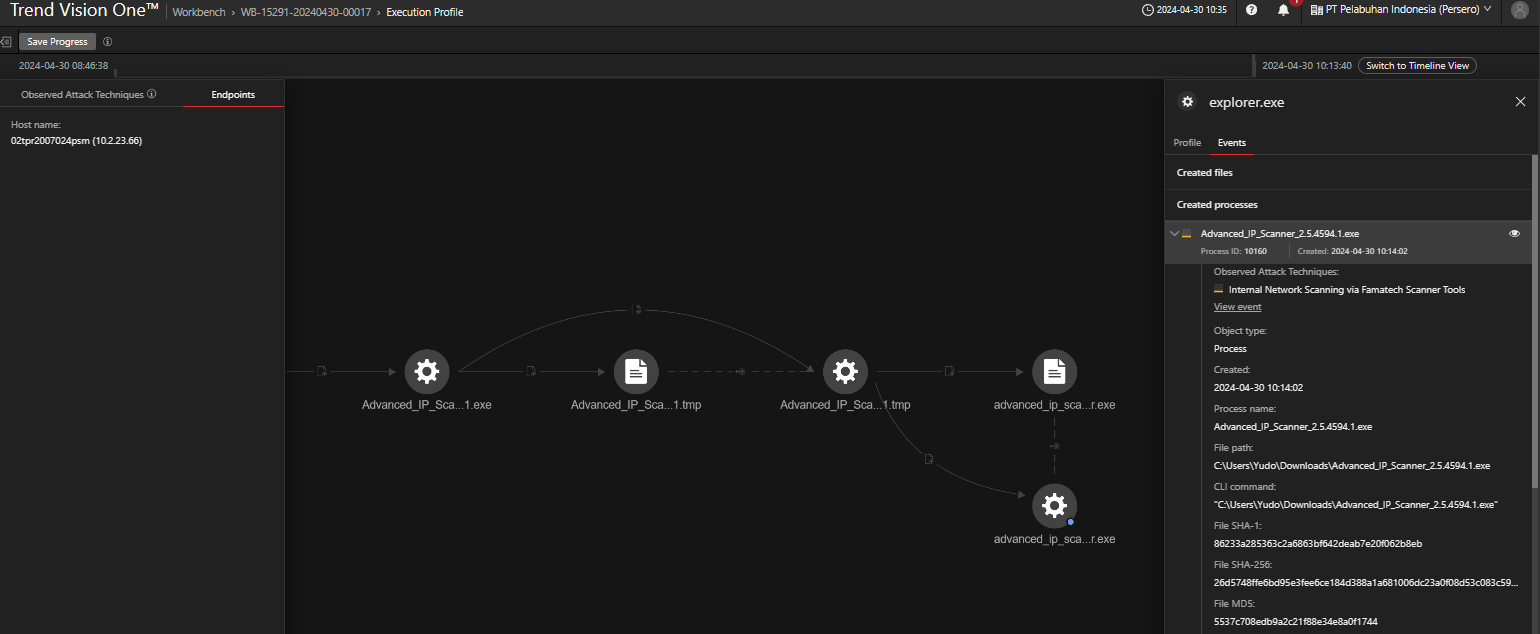 Trend Vision One™ Workbench › WB-15291-20240430-00017 › Execution Profile 2024-04-30 10:35 PT Pelabuhan Indonesia (Persero)
Save Progress
2024-04-30 08:46:38 2024-04-30 10:13:40 Switch to Timeline View
Observed Attack Techniques Endpoints
Host name:
02tpr2007024psm (10.2.23.66)
Advanced_IP_Sca...1.exe Advanced_IP_Sca...1.tmp Advanced_IP_Sca...1.tmp advanced_ip_sca...r.exe
advanced_ip_sca...r.exe
explorer.exe
Profile Events
Created files
Created processes
Advanced_IP_Scanner_2.5.4594.1.exe
Process ID: 10160 Created: 2024-04-30 10:14:02
Observed Attack Techniques:
Internal Network Scanning via Famatech Scanner Tools
View event
Object type:
Process
Created:
2024-04-30 10:14:02
Process name:
Advanced_IP_Scanner_2.5.4594.1.exe
File path:
C:\Users\Yudo\Downloads\Advanced_IP_Scanner_2.5.4594.1.exe
CLI command:
"C:\Users\Yudo\Downloads\Advanced_IP_Scanner_2.5.4594.1.exe"
File SHA-1:
86233a285363c2a6863bf642deab7e20f062b8eb
File SHA-256:
26d5748ffe6bd95e3fee6ce184d388a1a681006dc23a0f08d53c083c59...
File MD5:
5537c708edb9a2c21f88e34e8a0f1744